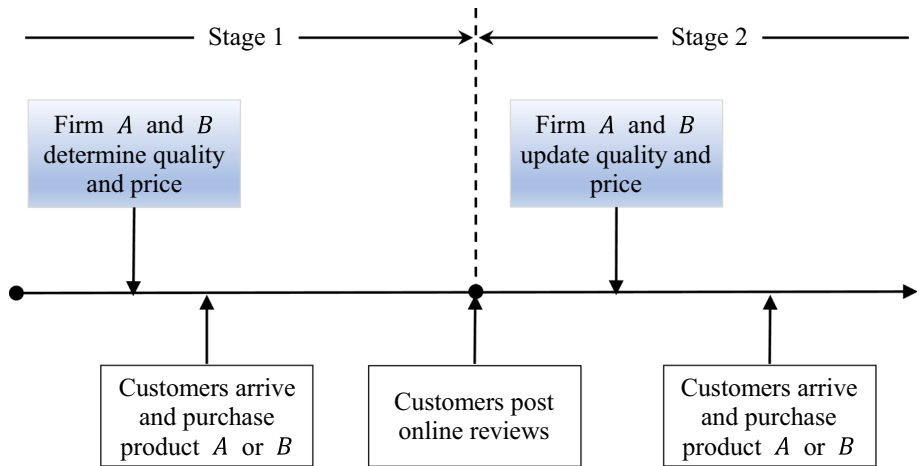 Stage 1
Stage 2
Firm A and B
determine quality
and price
Firm A and B
update quality and
price
Customers arrive
and purchase
product A or B
Customers post
online reviews
Customers arrive
and purchase
product A or B